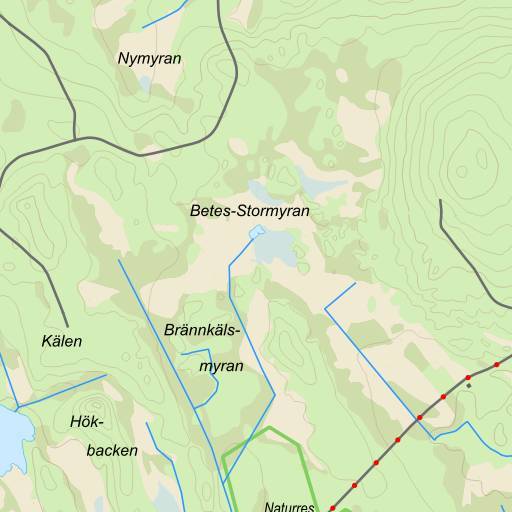 Nymyran
Betes-Stormyran
Brännkäls-
myran
Kälen
Hök-
backen
Naturres